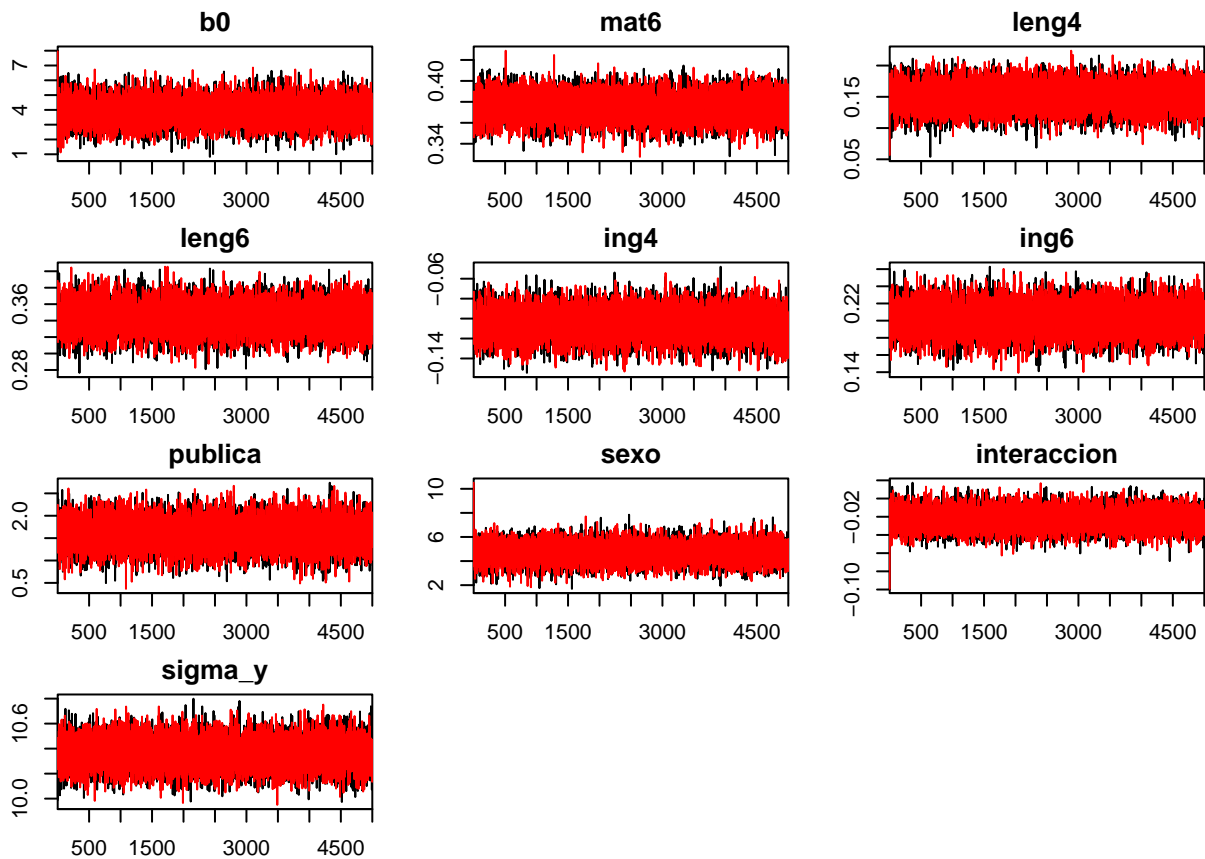 b0 mat6 leng4
7
4
1
0.40
0.34
0.15
0.05
500 1500 3000 4500 500 1500 3000 4500 500 1500 3000 4500
leng6 ing4 ing6
0.36
0.28
−0.06
−0.14
0.22
0.14
500 1500 3000 4500 500 1500 3000 4500 500 1500 3000 4500
publica sexo interaccion
2.0
0.5
10
6
2
−0.02
−0.10
500 1500 3000 4500 500 1500 3000 4500 500 1500 3000 4500
sigma_y
10.6
10.0
500 1500 3000 4500